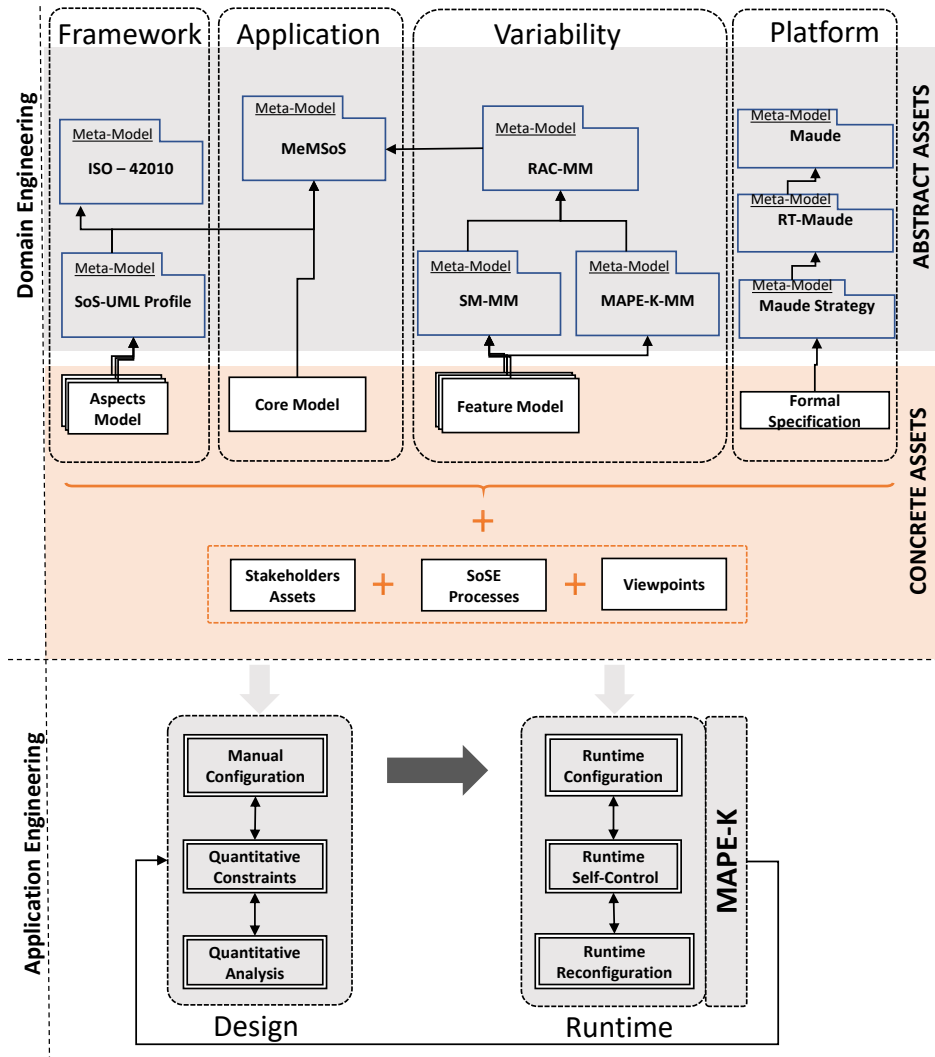 Framework
Application
Variability
Platform
Domain Engineering
ABSTRACT ASSETS
Meta-Model
ISO – 42010
Meta-Model
MeMSoS
Meta-Model
RAC-MM
Meta-Model
Maude
Meta-Model
RT-Maude
Meta-Model
SoS-UML Profile
Meta-Model
SM-MM
Meta-Model
MAPE-K-MM
Meta-Model
Maude Strategy
Aspects
Model
Core Model
Feature Model
Formal
Specification
CONCRETE ASSETS
+
Stakeholders
Assets
+
SoSE
Processes
+
Viewpoints
Application Engineering
Manual
Configuration
Quantitative
Constraints
Quantitative
Analysis
Design
Runtime
Configuration
Runtime
Self-Control
Runtime
Reconfiguration
MAPE-K
Runtime